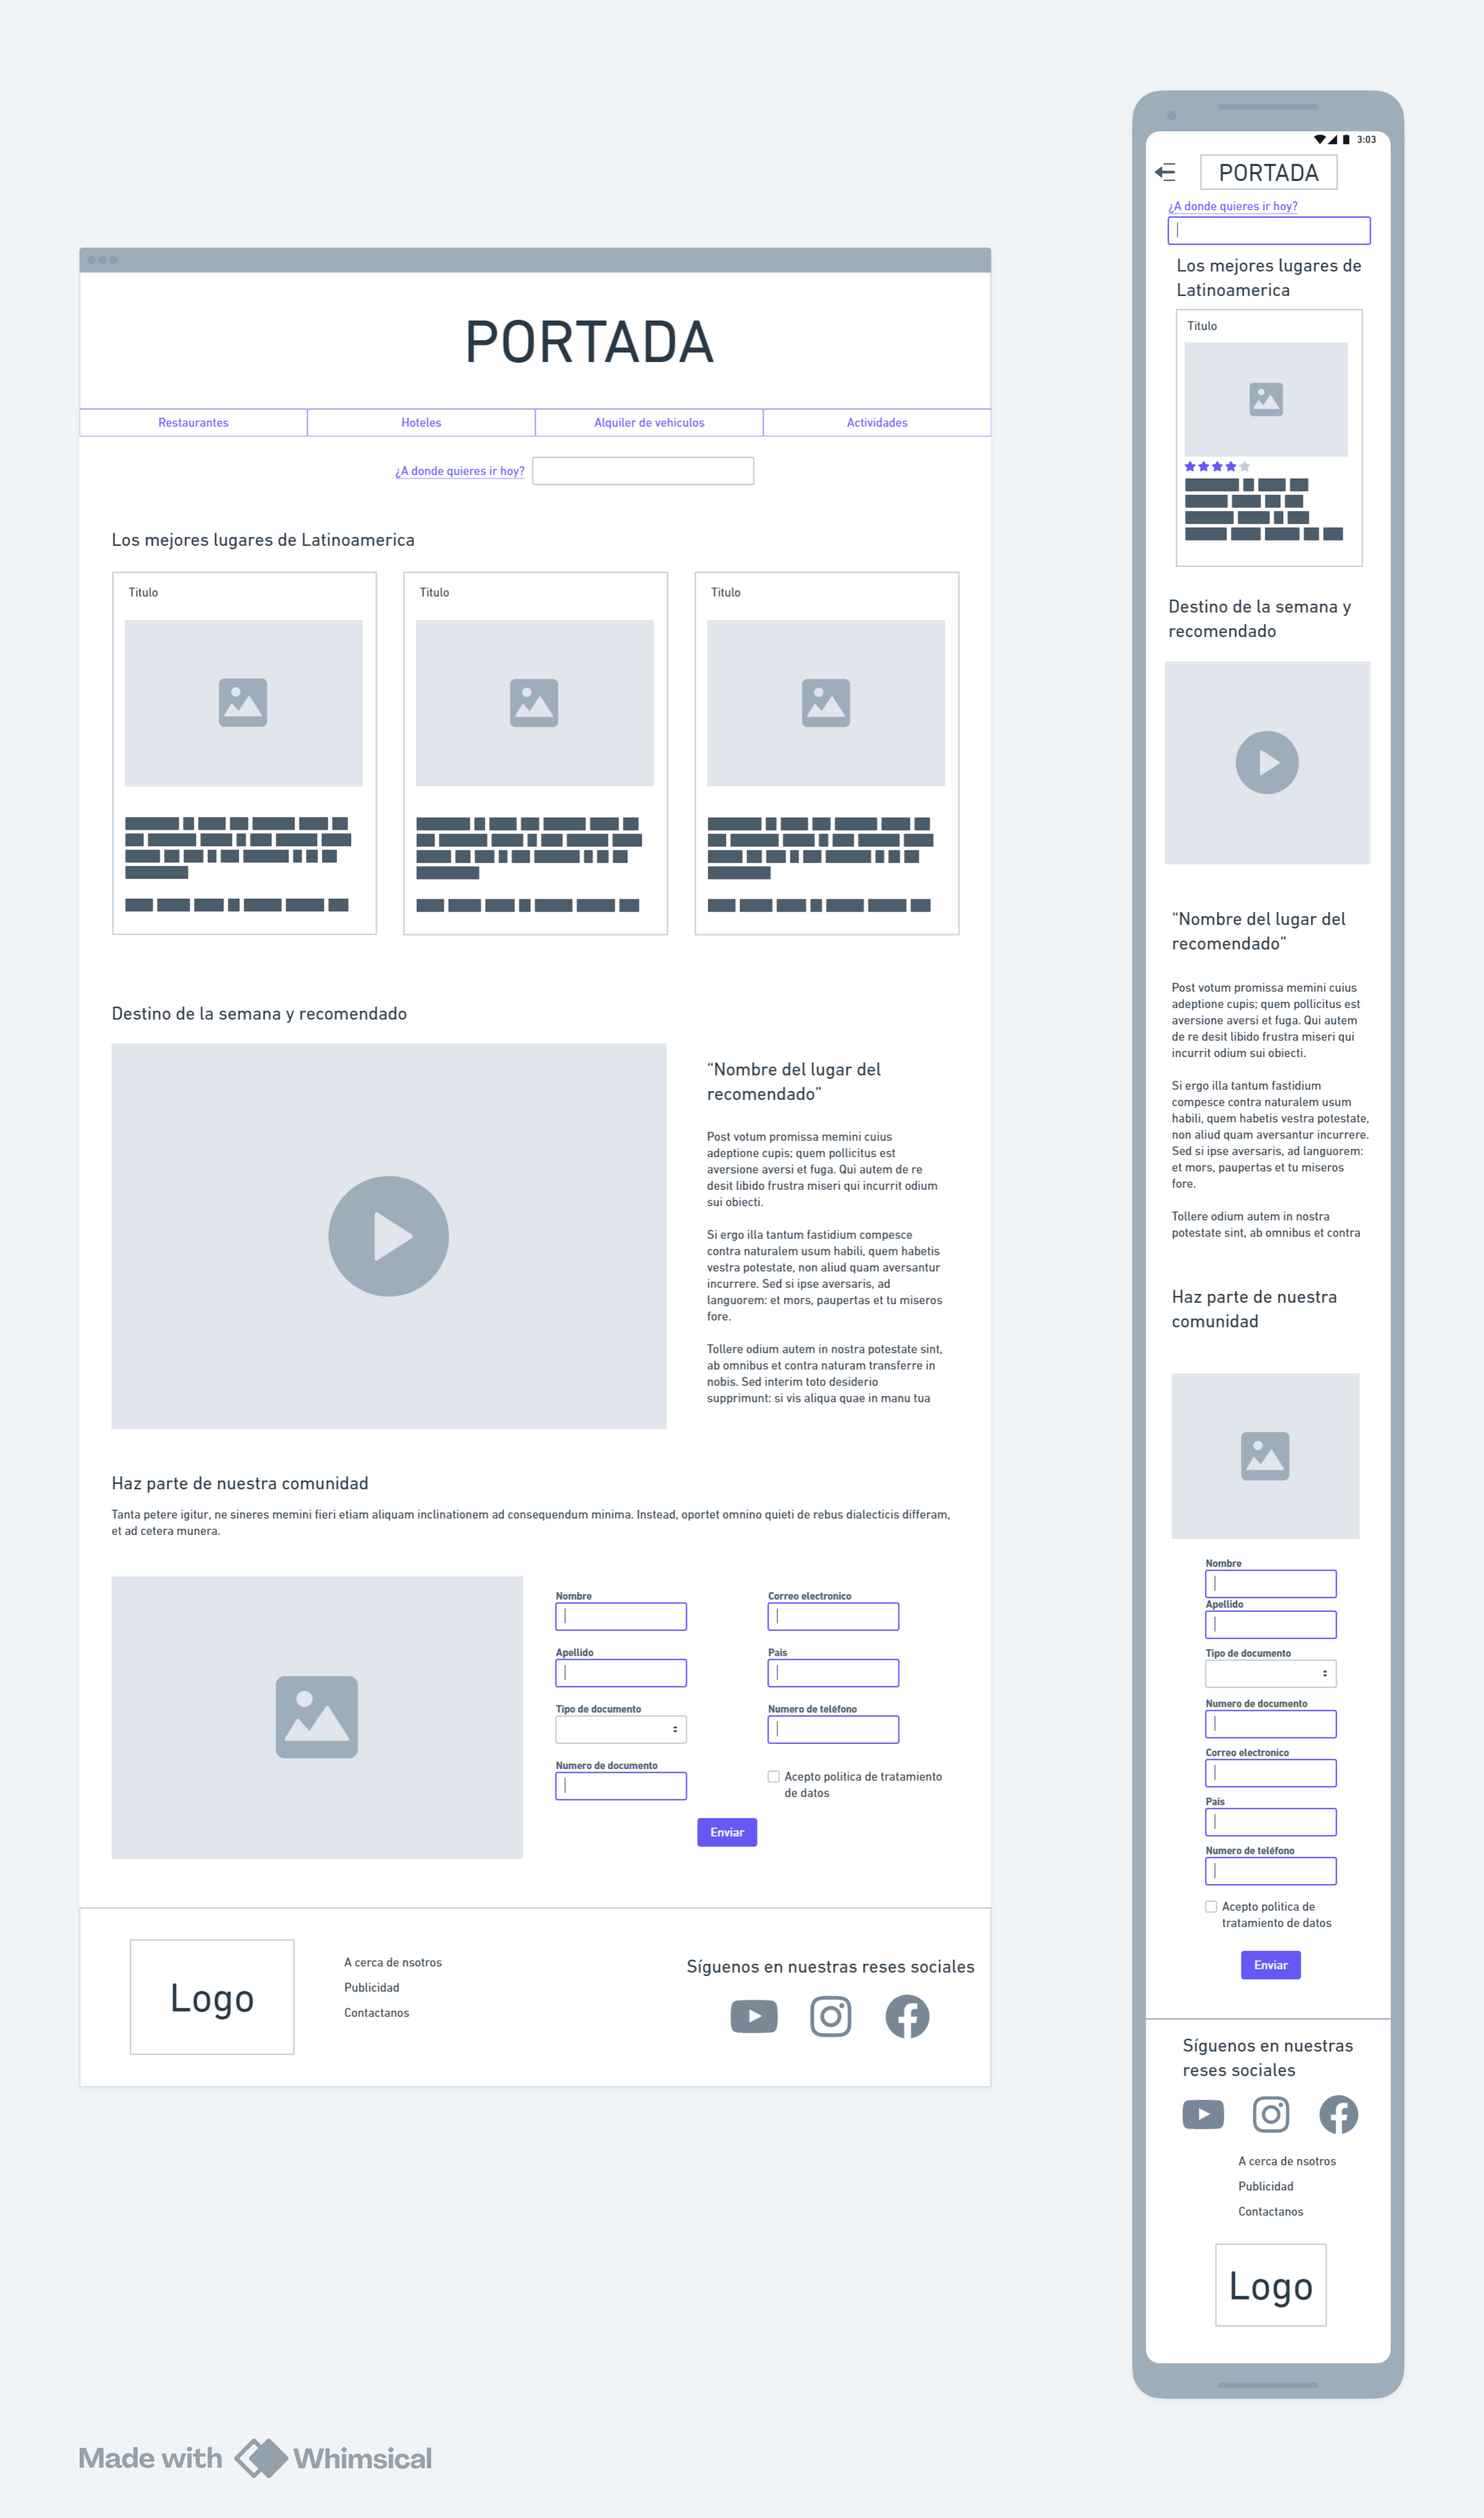 PORTADA
Restaurantes
Hoteles
Alquiler de vehiculos
Actividades
¿A donde quieres ir hoy?
Los mejores lugares de Latinoamerica
Titulo
Titulo
Titulo
Destino de la semana y recomendado
“Nombre del lugar del
recomendado”
Post votum promissa memini cuius
adeptione cupis; quem pollicitus est
aversione aversi et fuga. Qui autem de re
desit libido frustra miseri qui incurrit odium
sui obiecti.
Si ergo illa tantum fastidium compesce
contra naturalem usum habili, quem habetis
vestra potestate, non aliud quam aversantur
incurrere. Sed si ipse aversaris, ad
languorem: et mors, paupertas et tu miseros
fore.
Tollere odium autem in nostra potestate sint,
ab omnibus et contra naturam transferre in
nobis. Sed interim toto desiderio
supprimunt: si vis aliqua quae in manu tua
Haz parte de nuestra comunidad
Tanta petere igitur, ne sineres memini fieri etiam aliquam inclinationem ad consequendum minima. Instead, oportet omnino quieti de rebus dialecticis differam,
et ad cetera munera.
Nombre
Correo electronico
Apellido
Pais
Tipo de documento
Numero de teléfono
Numero de documento
Acepto politica de tratamiento
de datos
Enviar
Logo
A cerca de nsotros
Publicidad
Contactanos
Síguenos en nuestras reses sociales
3:03
PORTADA
¿A donde quieres ir hoy?
Los mejores lugares de
Latinoamerica
Titulo
Destino de la semana y
recomendado
“Nombre del lugar del
recomendado”
Post votum promissa memini cuius
adeptione cupis; quem pollicitus est
aversione aversi et fuga. Qui autem
de re desit libido frustra miseri qui
incurrit odium sui obiecti.
Si ergo illa tantum fastidium
compesce contra naturalem usum
habili, quem habetis vestra potestate,
non aliud quam aversantur incurrere.
Sed si ipse aversaris, ad languorem:
et mors, paupertas et tu miseros
fore.
Tollere odium autem in nostra
potestate sint, ab omnibus et contra
Haz parte de nuestra
comunidad
Nombre
Apellido
Tipo de documento
Numero de documento
Correo electronico
Pais
Numero de teléfono
Acepto politica de
tratamiento de datos
Enviar
Síguenos en nuestras
reses sociales
A cerca de nsotros
Publicidad
Contactanos
Logo
Made with Whimsical